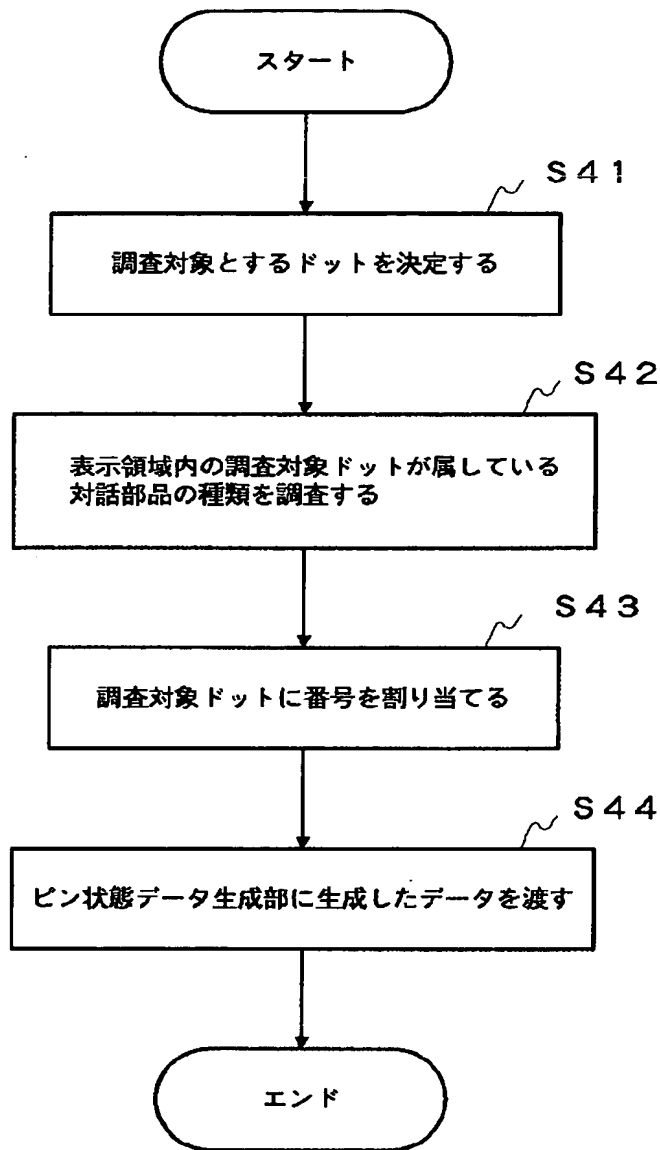 スタート
S41
調査対象とするドットを決定する
S42
表示領域内の調査対象ドットが属している
対話部品の種類を調査する
S43
調査対象ドットに番号を割り当てる
S44
ピン状態データ生成部に生成したデータを渡す
エンド